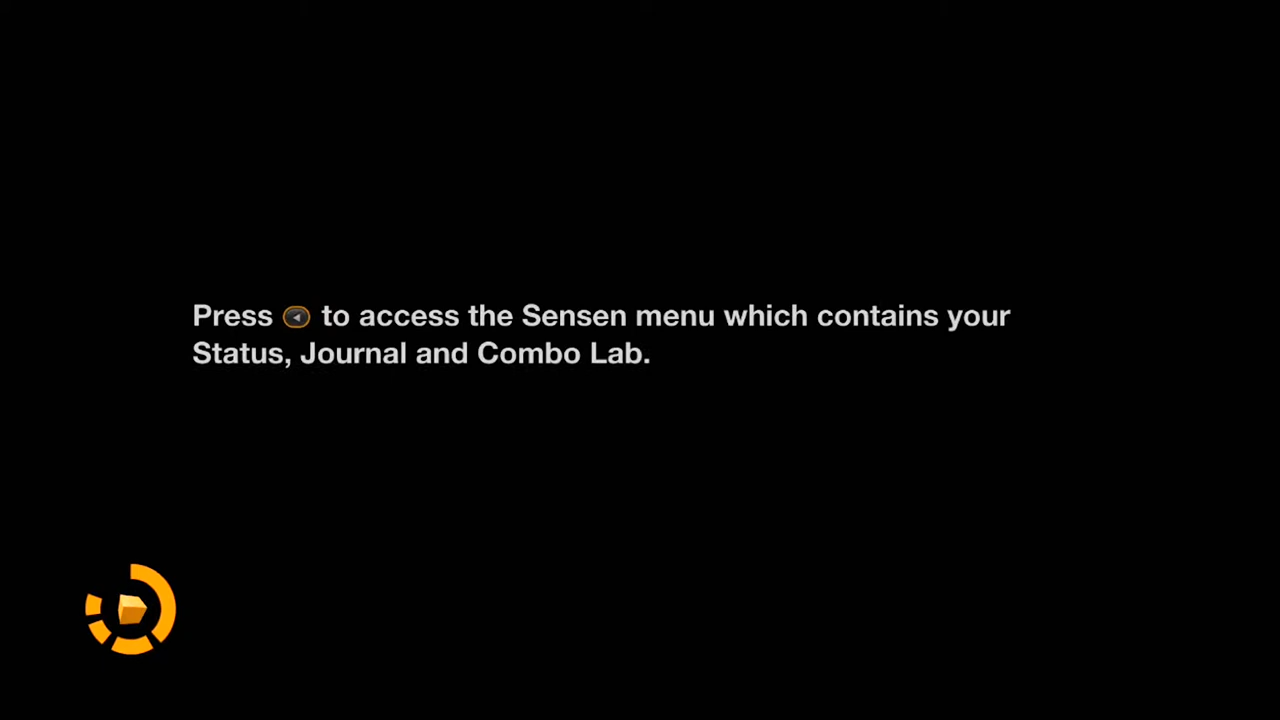 Press ◄ to access the Sensen menu which contains your
Status, Journal and Combo Lab.